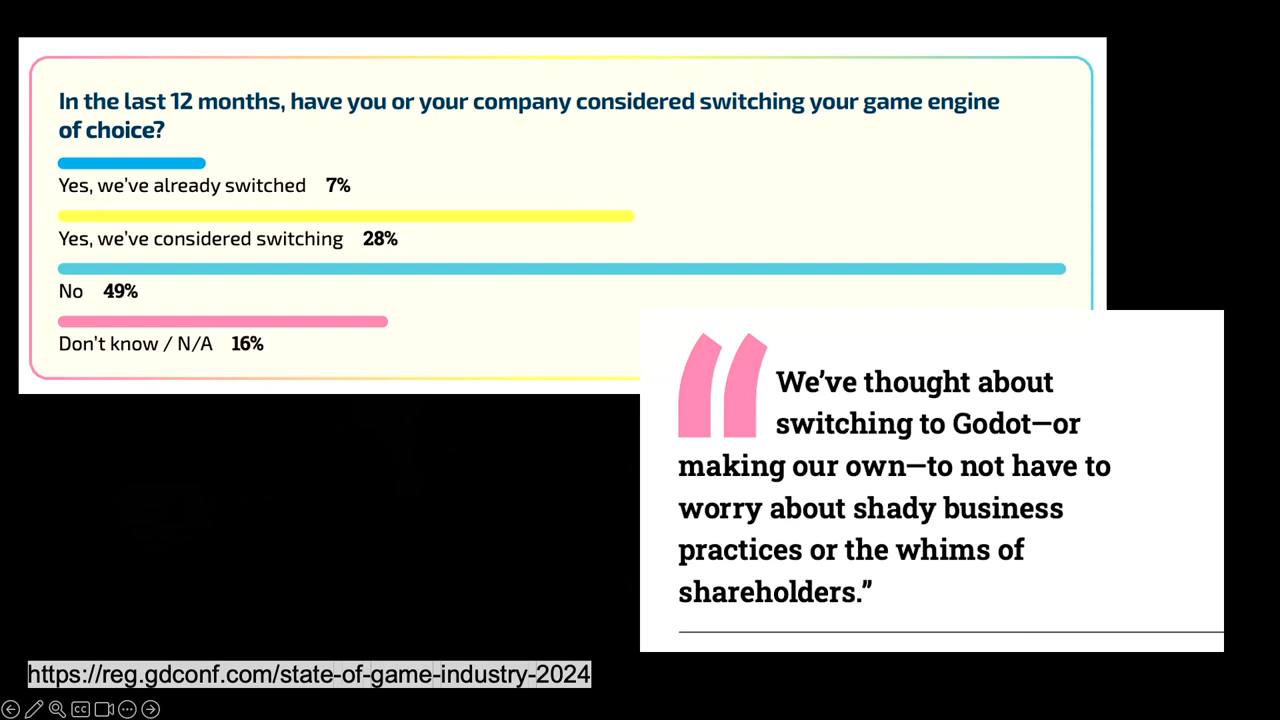 In the last 12 months, have you or your company considered switching your game engine
of choice?
Yes, we’ve already switched 7%
Yes, we’ve considered switching 28%
No 49%
Don’t know / N/A 16%
“
We’ve thought about
switching to Godot—or
making our own—to not have to
worry about shady business
practices or the whims of
shareholders.”
https://reg.gdconf.com/state-of-game-industry-2024
CC